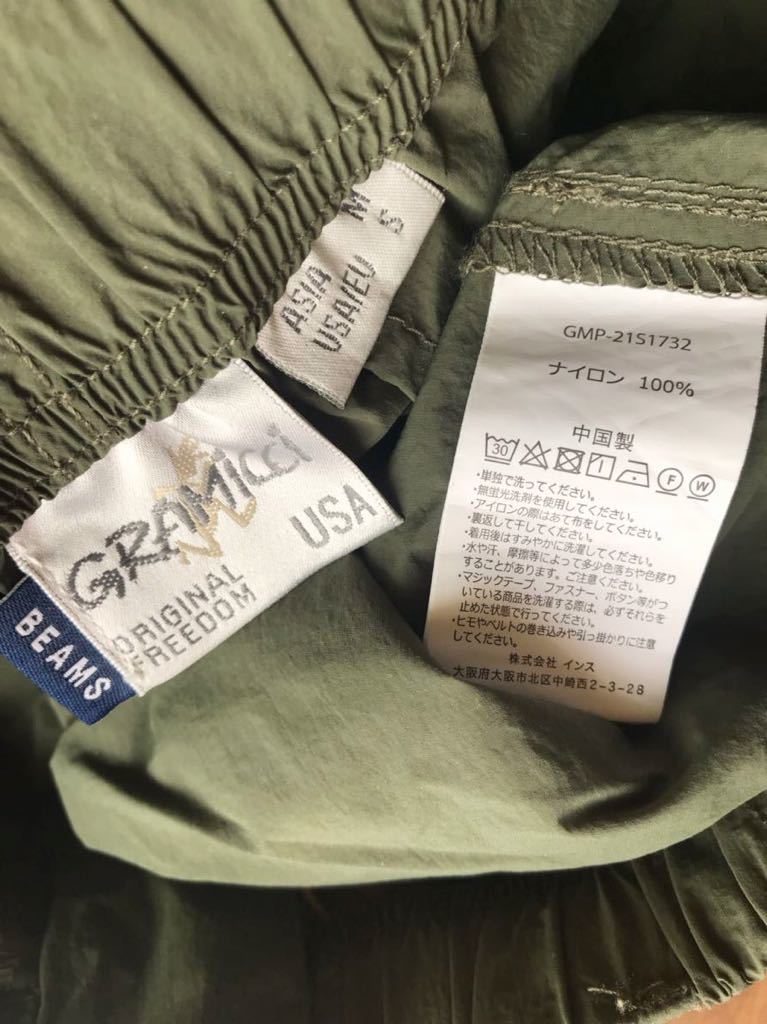 ASIA M
USA/EU S
GRAMICCI
USA
ORIGINAL
FREEDOM
BEAMS
GMP-21S1732
ナイロン 100%
中国製
30
F W
・単独で洗ってください。
・無蛍光洗剤を使用してください。
・アイロンの際はあて布をしてください。
・裏返して干してください。
・着用後はすみやかに洗濯してください。
・水や汗、摩擦等によって多少色落ちや色移り
することがあります。ご注意ください。
・マジックテープ、ファスナー、ボタン等がつ
いている商品を洗濯する際は、必ずそれらを
止めた状態で行ってください。
・ヒモやベルトの巻き込みや引っ掛かりに注意
してください。
株式会社 インス
大阪府大阪市北区中崎西2-3-28